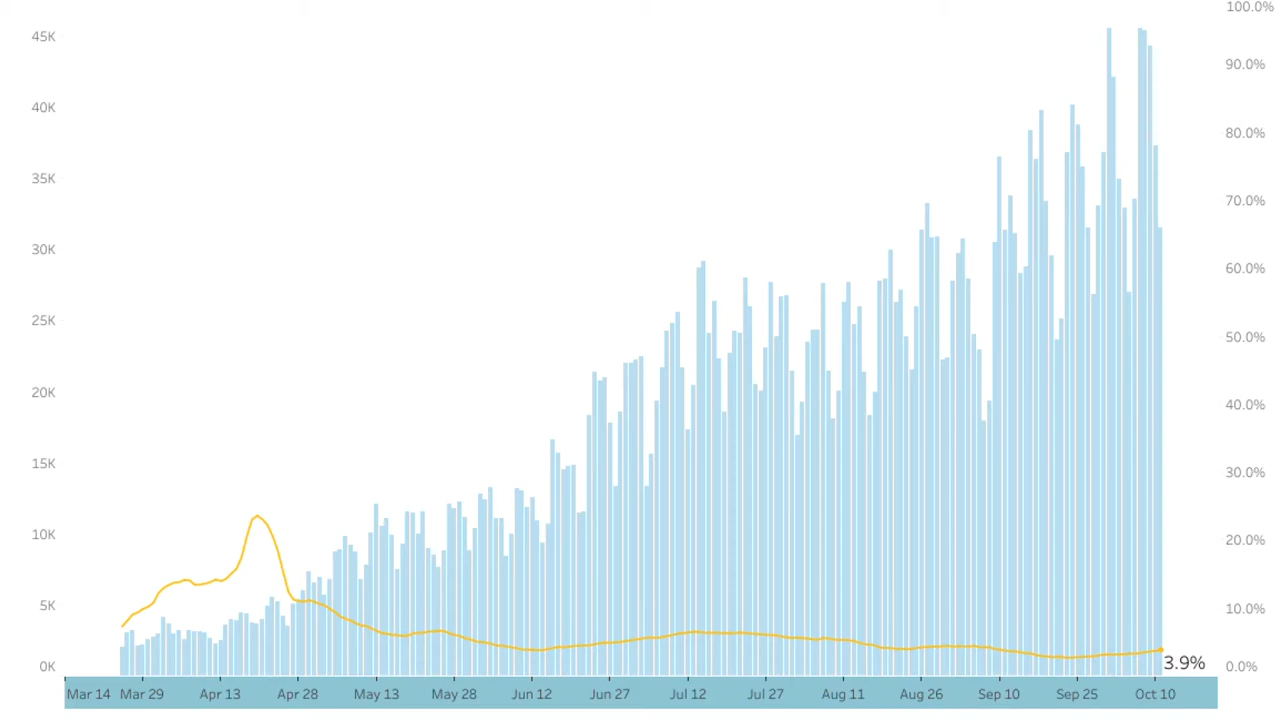 100.0%
45K
90.0%
40K
80.0%
35K
70.0%
30K
60.0%
25K
50.0%
20K
40.0%
15K
30.0%
10K
20.0%
5K
10.0%
0K
3.9%
0.0%
Mar 14 Mar 29 Apr 13 Apr 28 May 13 May 28 Jun 12 Jun 27 Jul 12 Jul 27 Aug 11 Aug 26 Sep 10 Sep 25 Oct 10